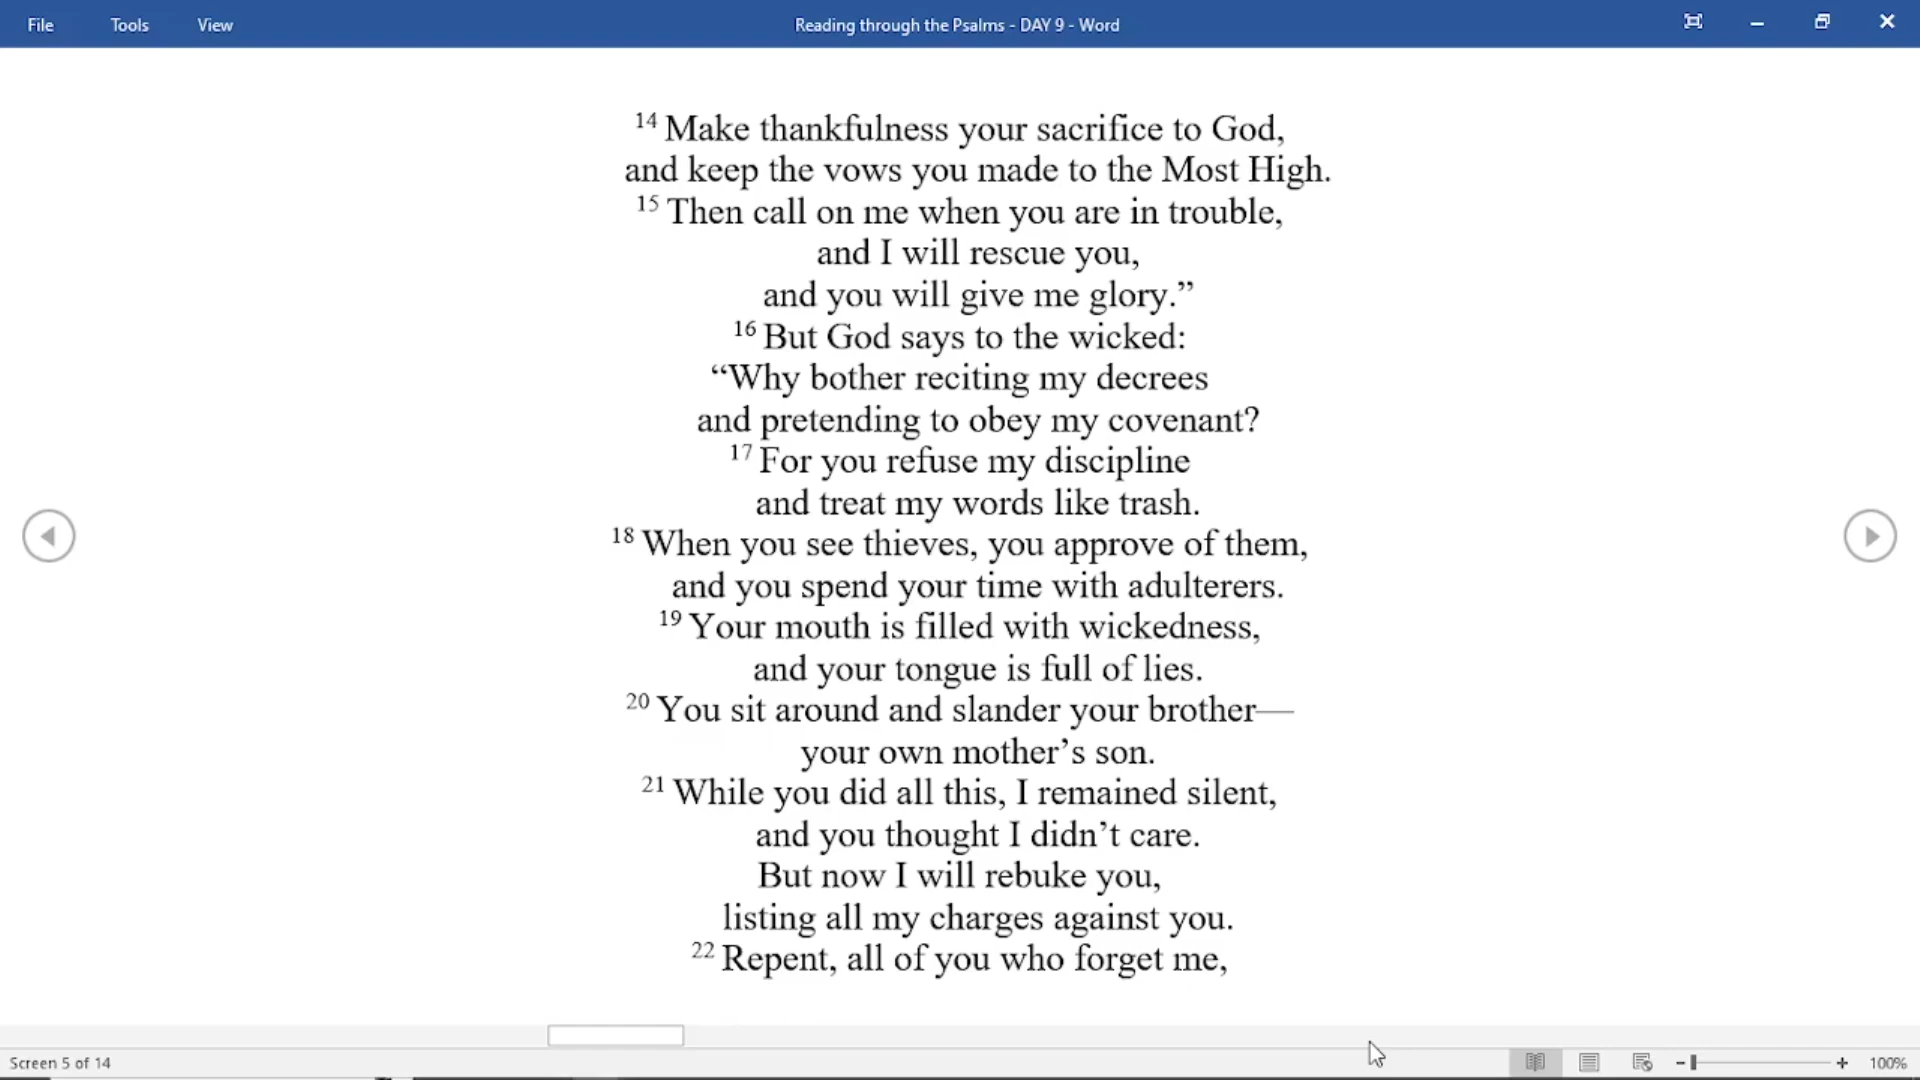 File Tools View Reading through the Psalms - DAY 9 - Word
14 Make thankfulness your sacrifice to God,
and keep the vows you made to the Most High.
15 Then call on me when you are in trouble,
and I will rescue you,
and you will give me glory.”
16 But God says to the wicked:
“Why bother reciting my decrees
and pretending to obey my covenant?
17 For you refuse my discipline
and treat my words like trash.
18 When you see thieves, you approve of them,
and you spend your time with adulterers.
19 Your mouth is filled with wickedness,
and your tongue is full of lies.
20 You sit around and slander your brother—
your own mother’s son.
21 While you did all this, I remained silent,
and you thought I didn’t care.
But now I will rebuke you,
listing all my charges against you.
22 Repent, all of you who forget me,
Screen 5 of 14 100%